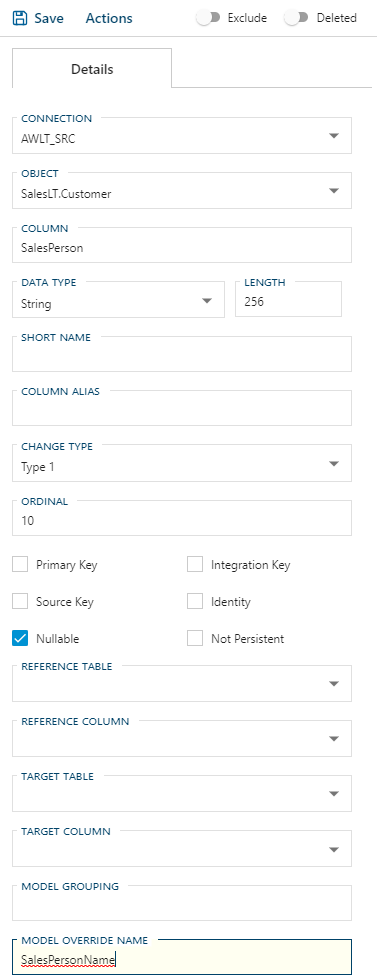 Save Actions Exclude Deleted
Details
CONNECTION
AWLT_SRC
OBJECT
SalesLT.Customer
COLUMN
SalesPerson
DATA TYPE LENGTH
String 256
SHORT NAME
COLUMN ALIAS
CHANGE TYPE
Type 1
ORDINAL
10
Primary Key Integration Key
Source Key Identity
Nullable Not Persistent
REFERENCE TABLE
REFERENCE COLUMN
TARGET TABLE
TARGET COLUMN
MODEL GROUPING
MODEL OVERRIDE NAME
SalesPersonName